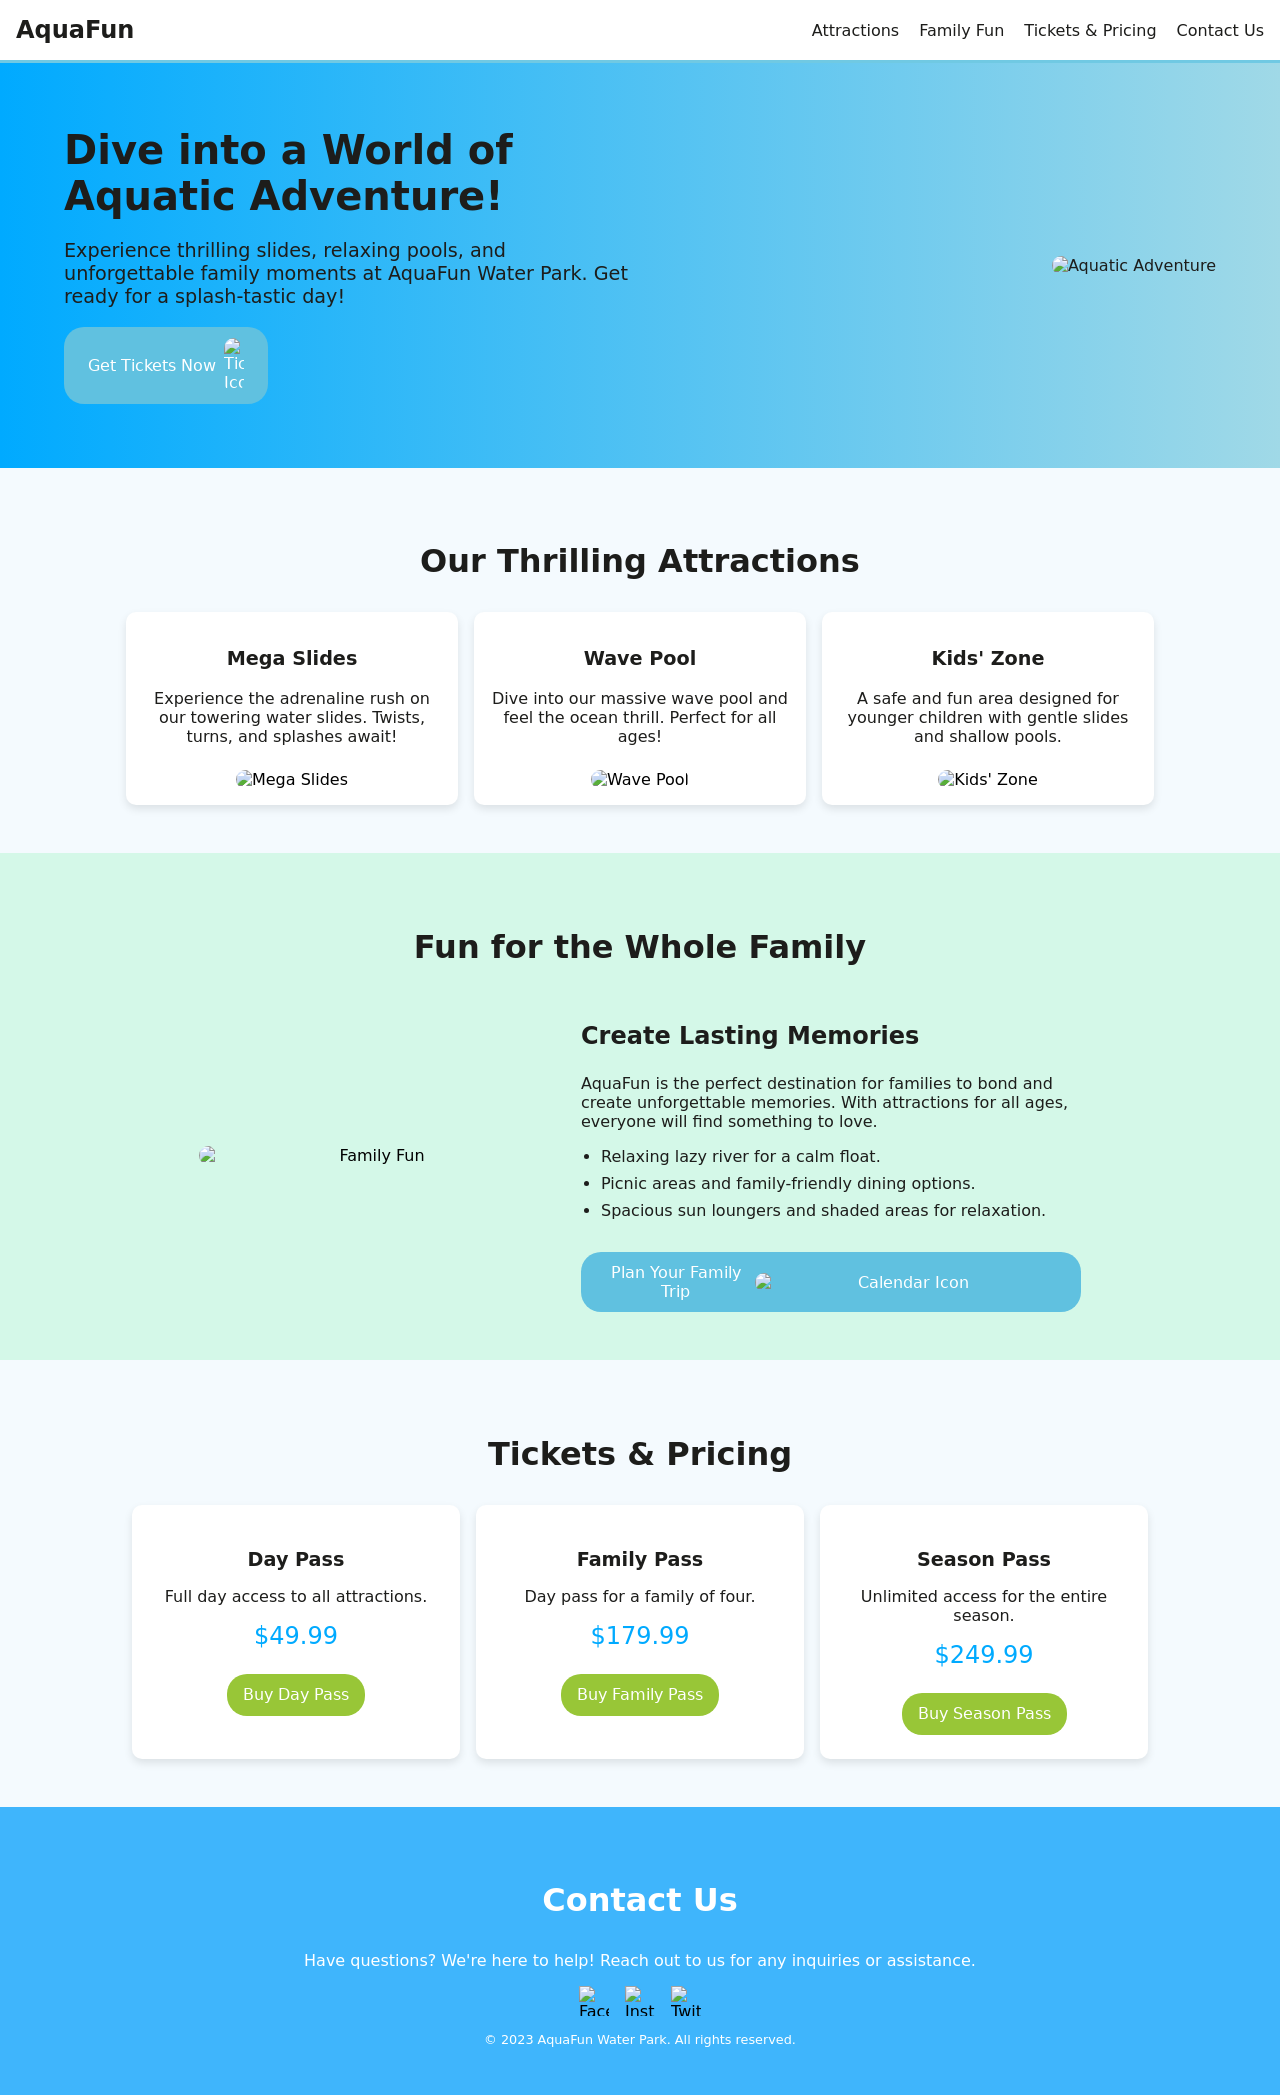 AquaFun
Attractions
Family Fun
Tickets & Pricing
Contact Us
Dive into a World of
Aquatic Adventure!
Experience thrilling slides, relaxing pools, and
unforgettable family moments at AquaFun Water Park. Get
ready for a splash-tastic day!
Aquatic Adventure
Get Tickets Now
Our Thrilling Attractions
Mega Slides
Experience the adrenaline rush on
our towering water slides. Twists,
turns, and splashes await!
Mega Slides
Wave Pool
Dive into our massive wave pool and
feel the ocean thrill. Perfect for all
ages!
Wave Pool
Kids' Zone
A safe and fun area designed for
younger children with gentle slides
and shallow pools.
Kids' Zone
Fun for the Whole Family
Family Fun
Create Lasting Memories
AquaFun is the perfect destination for families to bond and
create unforgettable memories. With attractions for all ages,
everyone will find something to love.
• Relaxing lazy river for a calm float.
• Picnic areas and family-friendly dining options.
• Spacious sun loungers and shaded areas for relaxation.
Plan Your Family
Trip
Calendar Icon
Tickets & Pricing
Day Pass
Full day access to all attractions.
$49.99
Buy Day Pass
Family Pass
Day pass for a family of four.
$179.99
Buy Family Pass
Season Pass
Unlimited access for the entire
season.
$249.99
Buy Season Pass
Contact Us
Have questions? We're here to help! Reach out to us for any inquiries or assistance.
© 2023 AquaFun Water Park. All rights reserved.